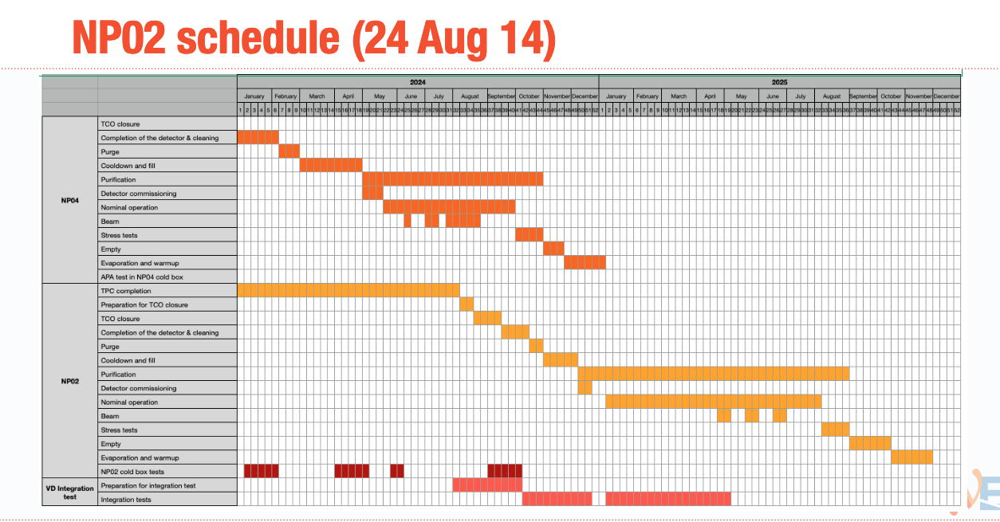 NP02 schedule (24 Aug 14)
2024 2025
January February March April May June July August September October November December January February March April May June July August September October November December
1 2 3 4 5 6 7 8 9 10 11 12 13 14 15 16 17 18 19 20 21 22 23 24 25 26 27 28 29 30 31 32 33 34 35 36 37 38 39 40 41 42 43 44 45 46 47 48 49 50 51 52 1 2 3 4 5 6 7 8 9 10 11 12 13 14 15 16 17 18 19 20 21 22 23 24 25 26 27 28 29 30 31 32 33 34 35 36 37 38 39 40 41 42 43 44 45 46 47 48 49 50 51 52
NP04
TCO closure
Completion of the detector & cleaning
Purge
Cooldown and fill
Purification
Detector commissioning
Nominal operation
Beam
Stress tests
Empty
Evaporation and warmup
APA test in NP04 cold box
NP02
TPC completion
Preparation for TCO closure
TCO closure
Completion of the detector & cleaning
Purge
Cooldown and fill
Purification
Detector commissioning
Nominal operation
Beam
Stress tests
Empty
Evaporation and warmup
NP02 cold box tests
VD Integration
test
Preparation for integration test
Integration tests